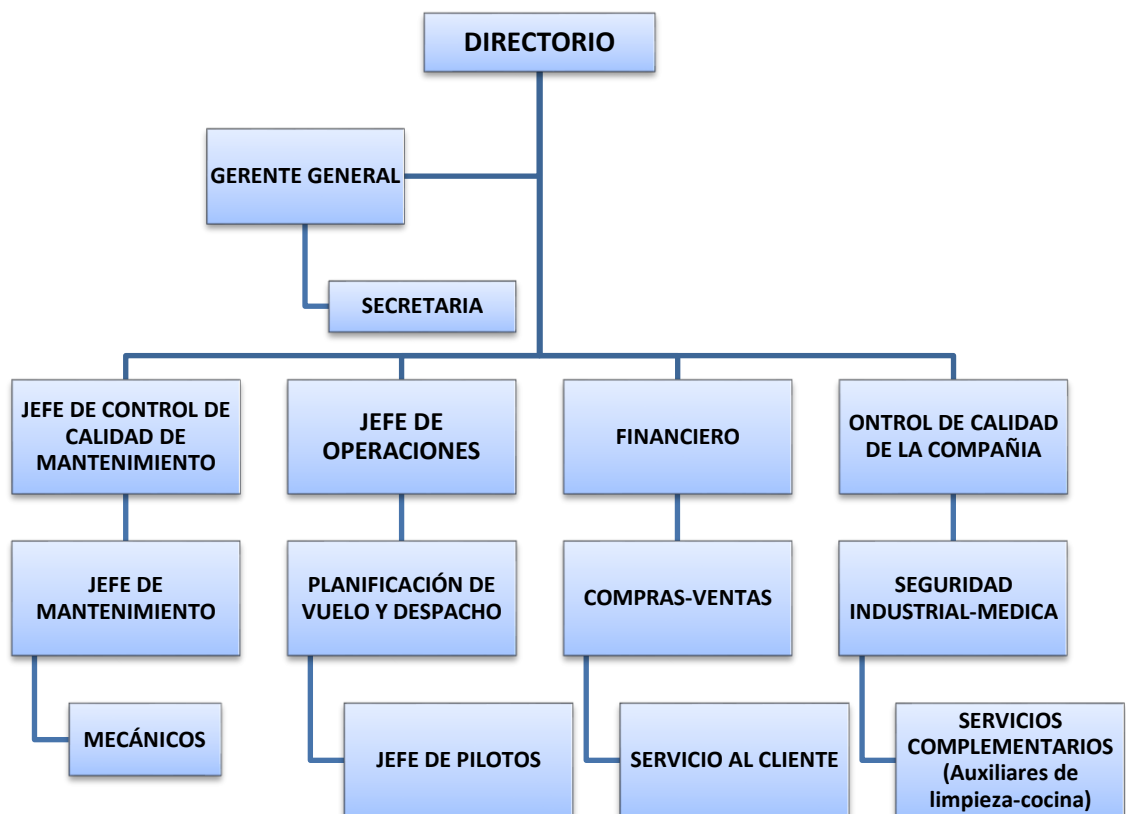 DIRECTORIO
GERENTE GENERAL
SECRETARIA
JEFE DE CONTROL DE
CALIDAD DE
MANTENIMIENTO
JEFE DE
OPERACIONES
FINANCIERO
ONTROL DE CALIDAD
DE LA COMPAÑIA
JEFE DE
MANTENIMIENTO
PLANIFICACIÓN DE
VUELO Y DESPACHO
COMPRAS-VENTAS
SEGURIDAD
INDUSTRIAL-MEDICA
MECÁNICOS
JEFE DE PILOTOS
SERVICIO AL CLIENTE
SERVICIOS
COMPLEMENTARIOS
(Auxiliares de
limpieza-cocina)